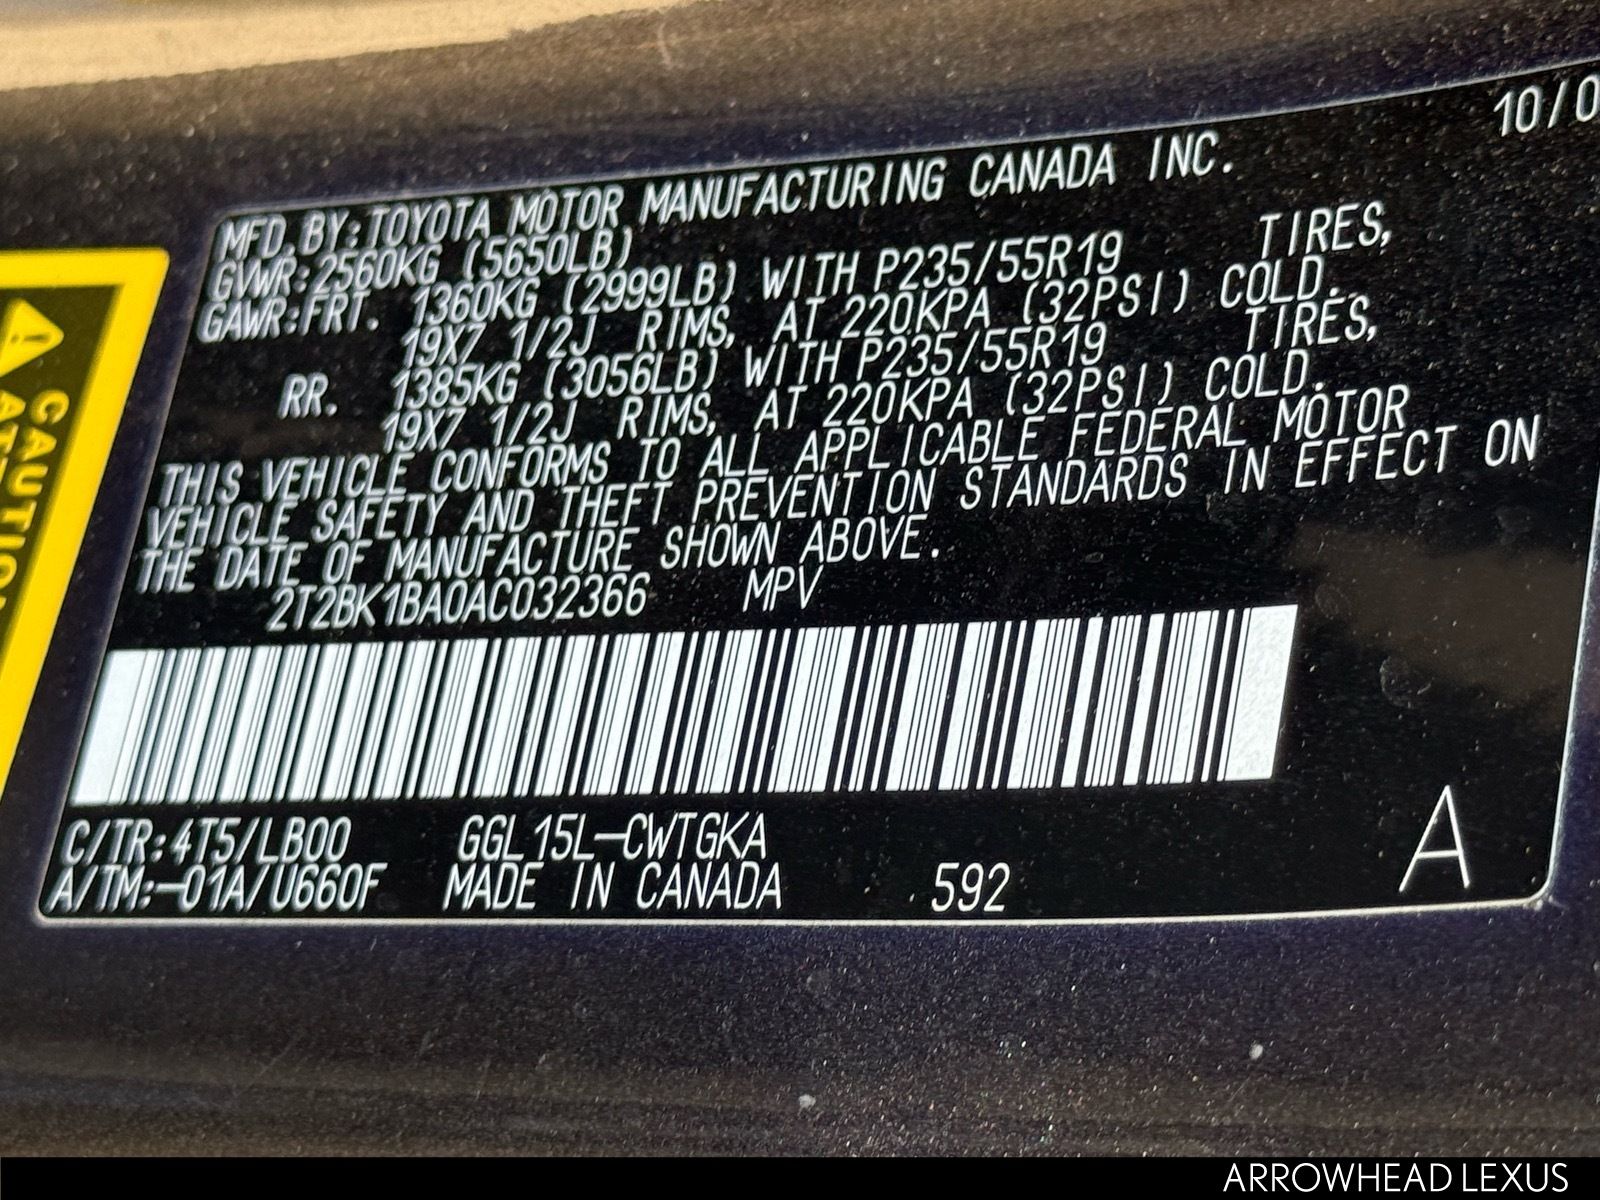 10/0
MFD. BY: TOYOTA MOTOR MANUFACTURING CANADA INC.
GVWR: 2560KG (5650LB)
GAWR: FRT. 1360KG (2999LB) WITH P235/55R19 TIRES,
19X7 1/2J RIMS, AT 220KPA (32PSI) COLD.
RR. 1385KG (3056LB) WITH P235/55R19 TIRES,
19X7 1/2J RIMS, AT 220KPA (32PSI) COLD.
THIS VEHICLE CONFORMS TO ALL APPLICABLE FEDERAL MOTOR
VEHICLE SAFETY AND THEFT PREVENTION STANDARDS IN EFFECT ON
THE DATE OF MANUFACTURE SHOWN ABOVE.
2T2BK1BA0AC032366 MPV
C/TR: 4T5/LB00 GGL15L-CWTGKA
A/TM:-01A/U660F MADE IN CANADA 592
A
CAUTION
ARROWHEAD LEXUS